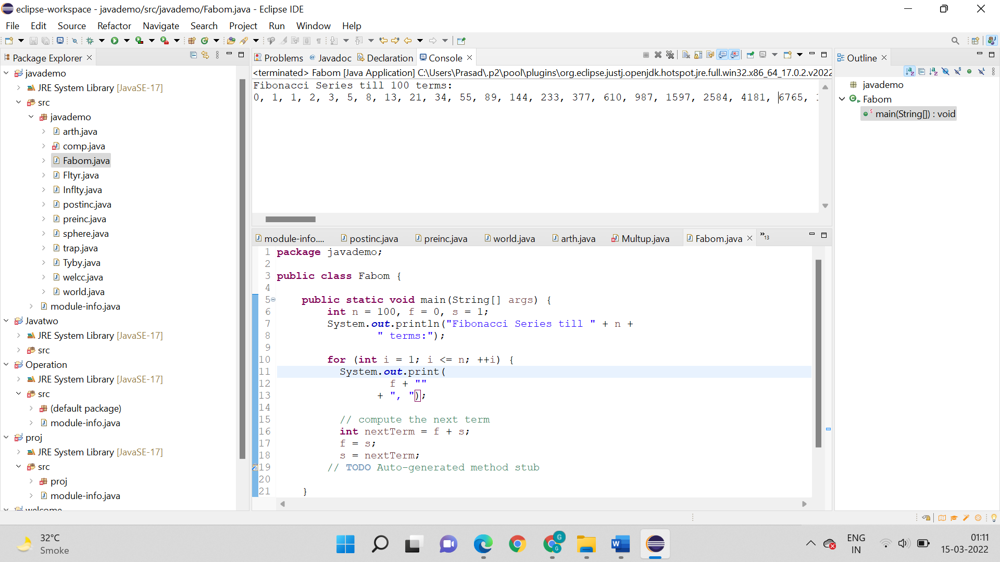 eclipse-workspace - javademo/src/javademo/Fabom.java - Eclipse IDE
File Edit Source Refactor Navigate Search Project Run Window Help
Package Explorer
javademo
JRE System Library [JavaSE-17]
src
javademo
arth.java
comp.java
Fabom.java
Fltyr.java
Inflty.java
postinc.java
preinc.java
sphere.java
trap.java
Tyby.java
welcc.java
world.java
module-info.java
Javatwo
JRE System Library [JavaSE-17]
src
Operation
JRE System Library [JavaSE-17]
src
(default package)
module-info.java
proj
JRE System Library [JavaSE-17]
src
proj
module-info.java
welcome
Problems Javadoc Declaration Console
<terminated> Fabom [Java Application] C:\Users\Prasad\.p2\pool\plugins\org.eclipse.justj.openjdk.hotspot.jre.full.win32.x86_64_17.0.2.v2022
Fibonacci Series till 100 terms:
0, 1, 1, 2, 3, 5, 8, 13, 21, 34, 55, 89, 144, 233, 377, 610, 987, 1597, 2584, 4181, 6765,
module-info.... postinc.java preinc.java world.java arth.java Multup.java Fabom.java »13
1 package javademo;
2
3 public class Fabom {
4
5 public static void main(String[] args) {
6 int n = 100, f = 0, s = 1;
7 System.out.println("Fibonacci Series till " + n +
8 " terms:");
9
10 for (int i = 1; i <= n; ++i) {
11 System.out.print(
12 f + ""
13 + ", ");
14
15 // compute the next term
16 int nextTerm = f + s;
17 f = s;
18 s = nextTerm;
19 // TODO Auto-generated method stub
20
21 }
Outline
javademo
Fabom
main(String[]) : void
32°C
Smoke
ENG
IN
01:11
15-03-2022